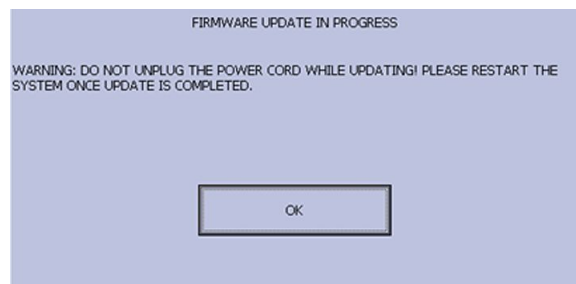 FIRMWARE UPDATE IN PROGRESS
WARNING: DO NOT UNPLUG THE POWER CORD WHILE UPDATING! PLEASE RESTART THE
SYSTEM ONCE UPDATE IS COMPLETED.
OK